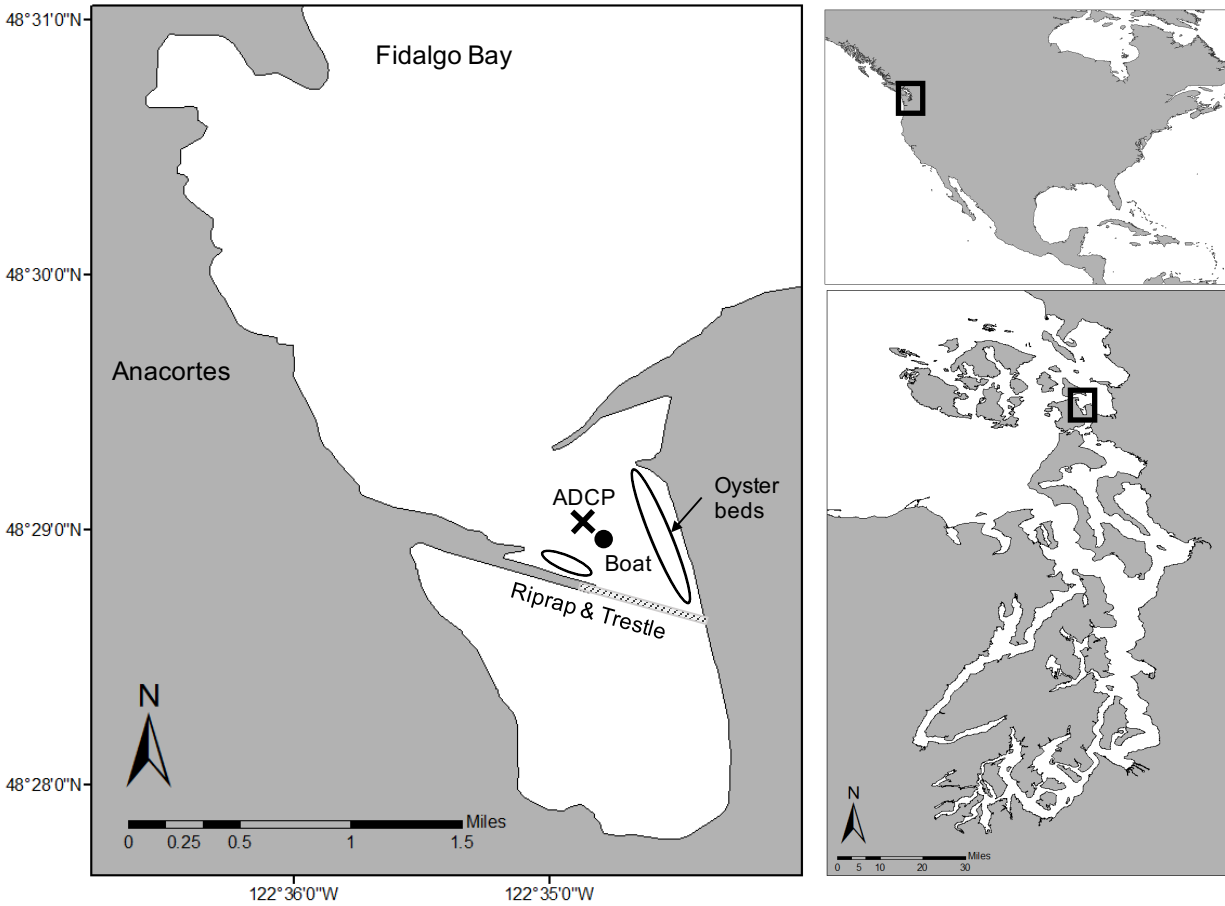 48°31'0"N
Fidalgo Bay
48°30'0"N
Anacortes
Oyster
beds
ADCP
48°29'0"N
Boat
Riprap & Trestle
N
48°28'0"N
Miles
0 0.25 0.5 1 1.5
122°36'0"W 122°35'0"W
N
Miles
0 5 10 20 30